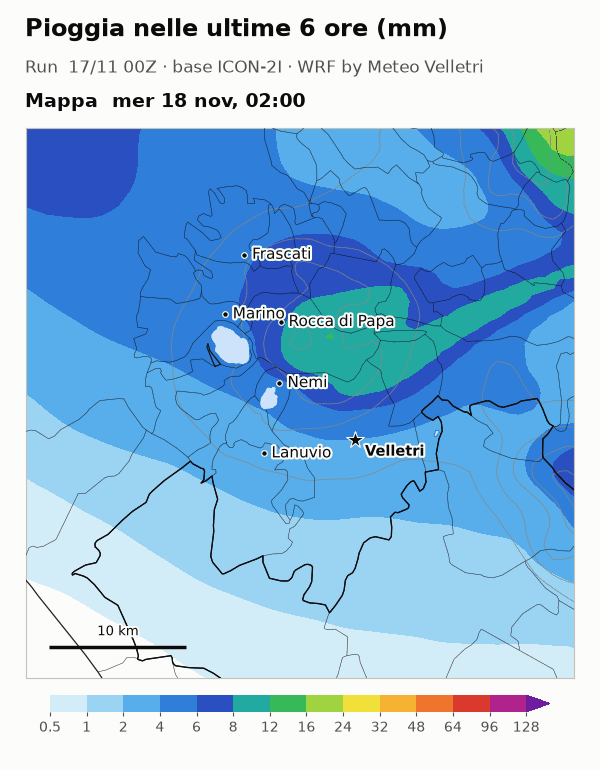 Pioggia nelle ultime 6 ore (mm)
Run  17/11 00Z · base ICON-2I · WRF by Meteo Velletri
Mappa  mer 18 nov, 02:00
Frascati
Marino
Rocca di Papa
Nemi
Velletri
Lanuvio
10 km
0.5 1 2 4 6 8 12 16 24 32 48 64 96 128